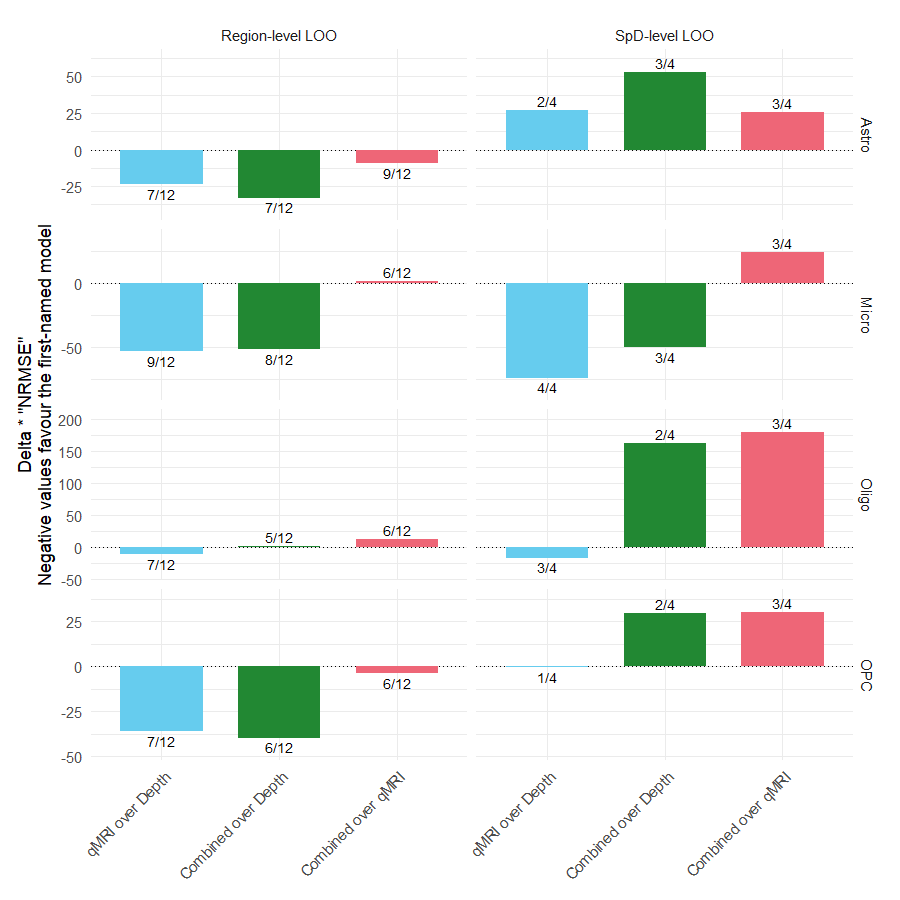 Region-level LOO
SpD-level LOO
Delta * "NRMSE"
Negative values favour the first-named model
50
25
0
-25
7/12
7/12
9/12
2/4
3/4
3/4
Astro
0
-50
9/12
8/12
6/12
4/4
3/4
3/4
Micro
200
150
100
50
0
-50
7/12
5/12
6/12
3/4
2/4
3/4
Oligo
25
0
-25
-50
7/12
6/12
6/12
1/4
2/4
3/4
OPC
qMRI over Depth
Combined over Depth
Combined over qMRI
qMRI over Depth
Combined over Depth
Combined over qMRI